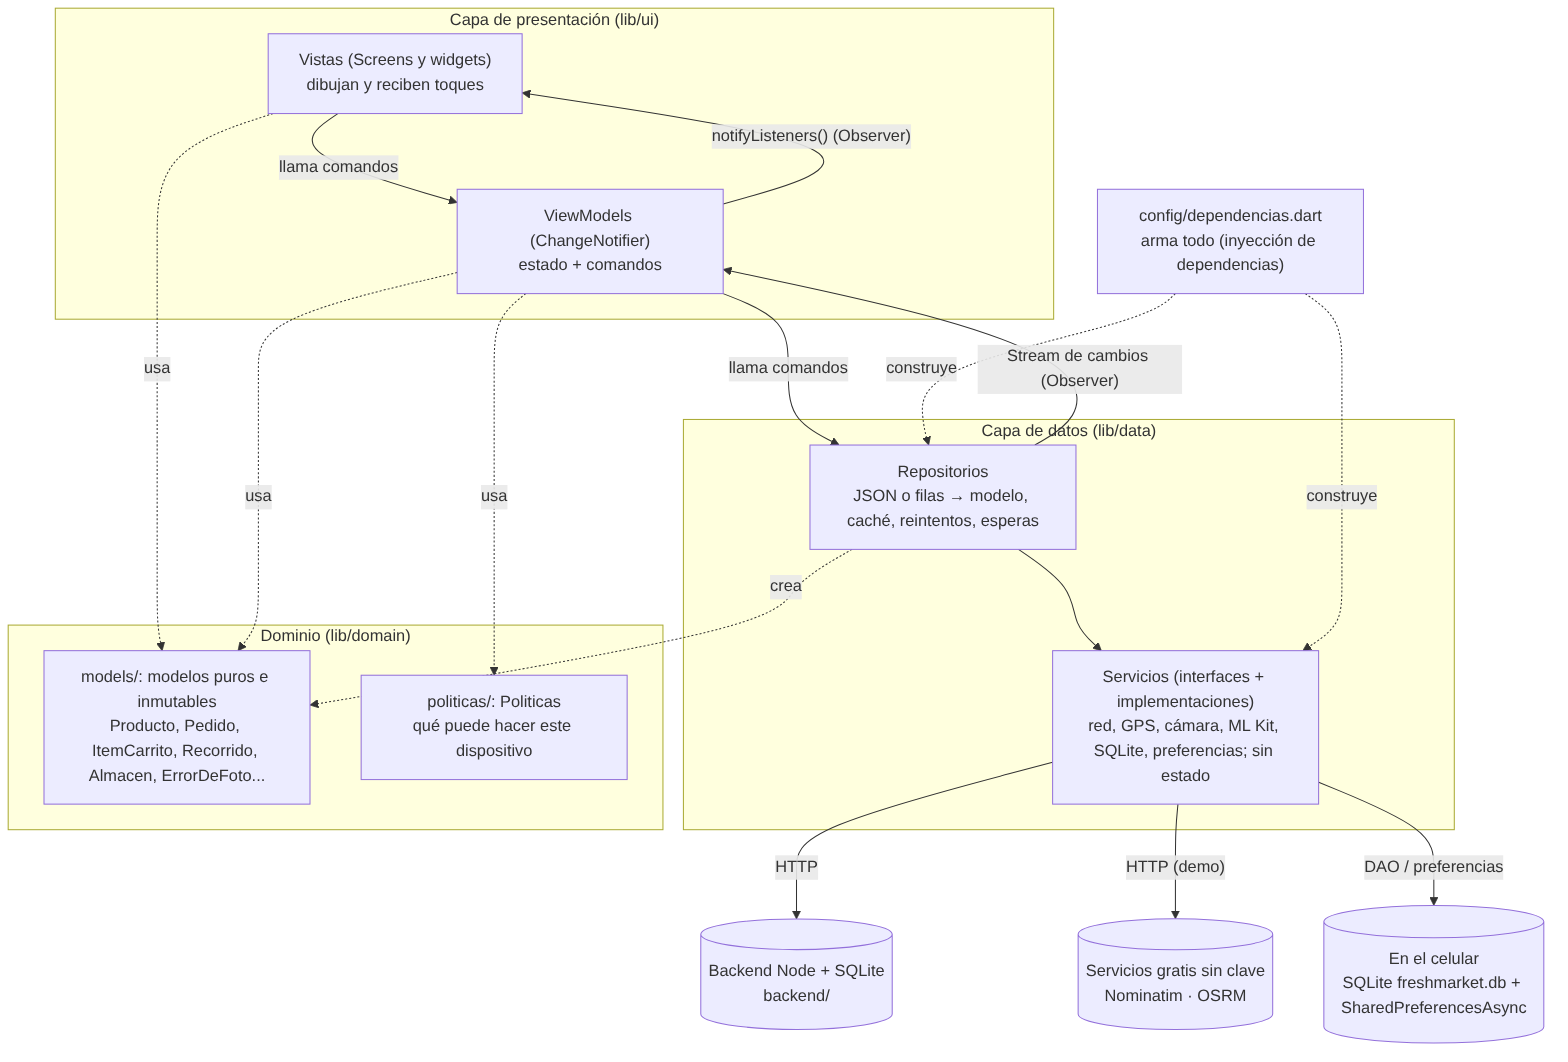 Capa de presentación (lib/ui)
Vistas (Screens y widgets)
dibujan y reciben toques
notifyListeners() (Observer)
llama comandos
ViewModels
(ChangeNotifier)
estado + comandos
config/dependencias.dart
arma todo (inyección de
dependencias)
usa
llama comandos
construye
Stream de cambios
(Observer)
Capa de datos (lib/data)
usa
usa
Repositorios
JSON o filas → modelo,
caché, reintentos, esperas
construye
crea
Dominio (lib/domain)
models/: modelos puros e
inmutables
Producto, Pedido,
ItemCarrito, Recorrido,
Almacen, ErrorDeFoto...
politicas/: Politicas
qué puede hacer este
dispositivo
Servicios (interfaces +
implementaciones)
red, GPS, cámara, ML Kit,
SQLite, preferencias; sin
estado
HTTP
HTTP (demo)
DAO / preferencias
Backend Node + SQLite
backend/
Servicios gratis sin clave
Nominatim · OSRM
En el celular
SQLite freshmarket.db +
SharedPreferencesAsync